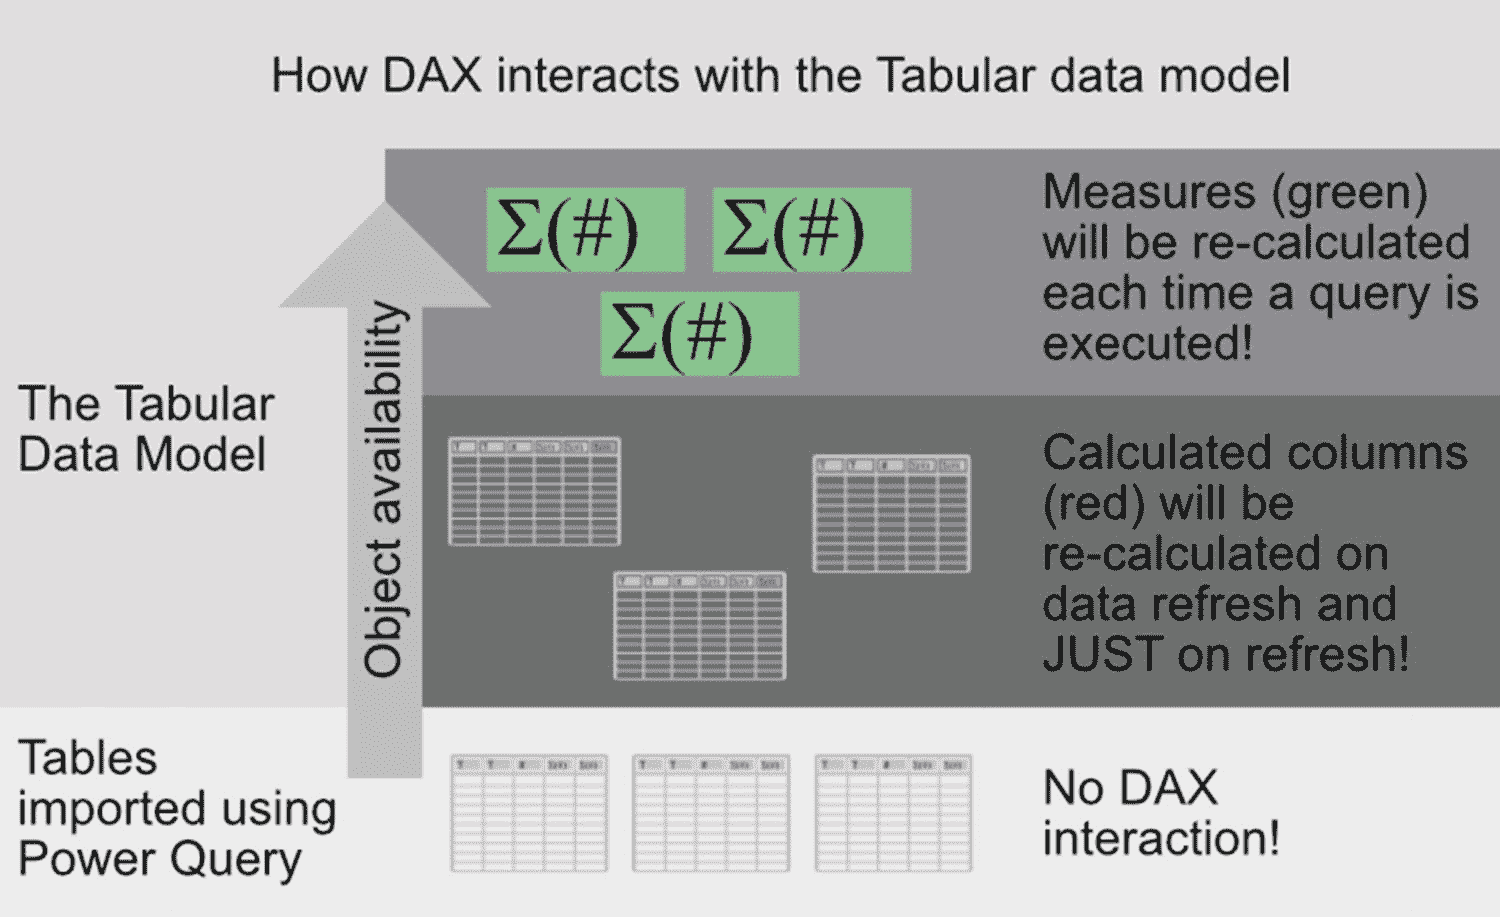 How DAX interacts with the Tabular data model
Σ(#)
Σ(#)
Σ(#)
Measures (green)
will be re-calculated
each time a query is
executed!
Object availability
The Tabular
Data Model
Calculated columns
(red) will be
re-calculated on
data refresh and
JUST on refresh!
Tables
imported using
Power Query
No DAX
interaction!